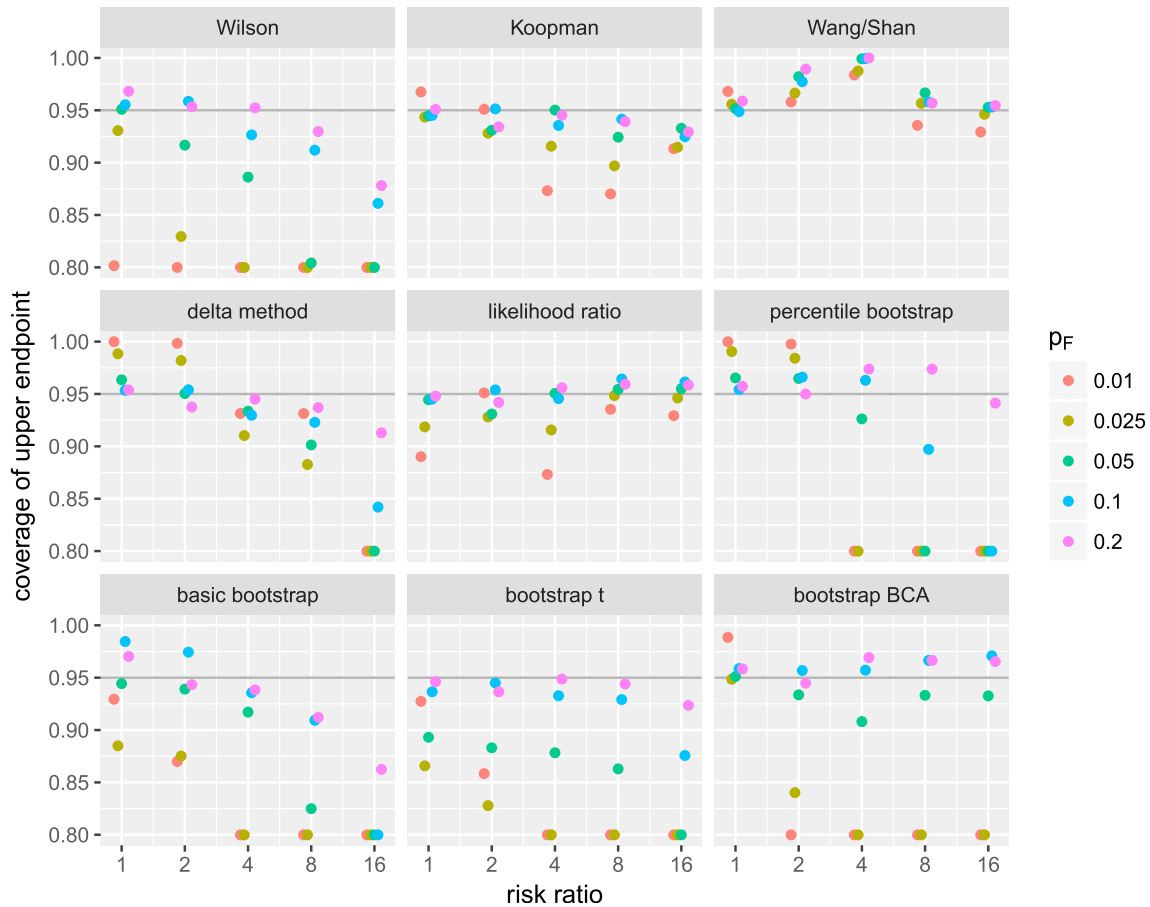 Wilson
Koopman
Wang/Shan
1.00
0.95
0.90
0.85
0.80
delta method
likelihood ratio
percentile bootstrap
1.00
0.95
0.90
0.85
0.80
basic bootstrap
bootstrap t
bootstrap BCA
1.00
0.95
0.90
0.85
0.80
1 2 4 8 16
1 2 4 8 16
1 2 4 8 16
risk ratio
coverage of upper endpoint
pF
0.01
0.025
0.05
0.1
0.2